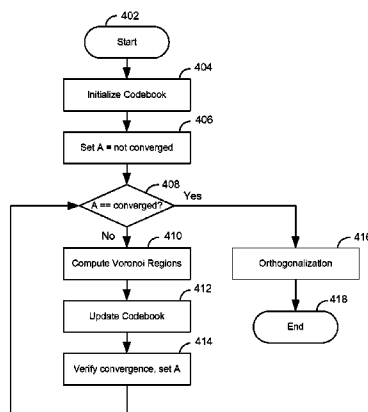 402
Start
404
Initialize Codebook
406
Set A = not converged
408
A == converged?
Yes
No
410
Compute Voronoi Regions
416
Orthogonalization
412
Update Codebook
418
End
414
Verify convergence, set A